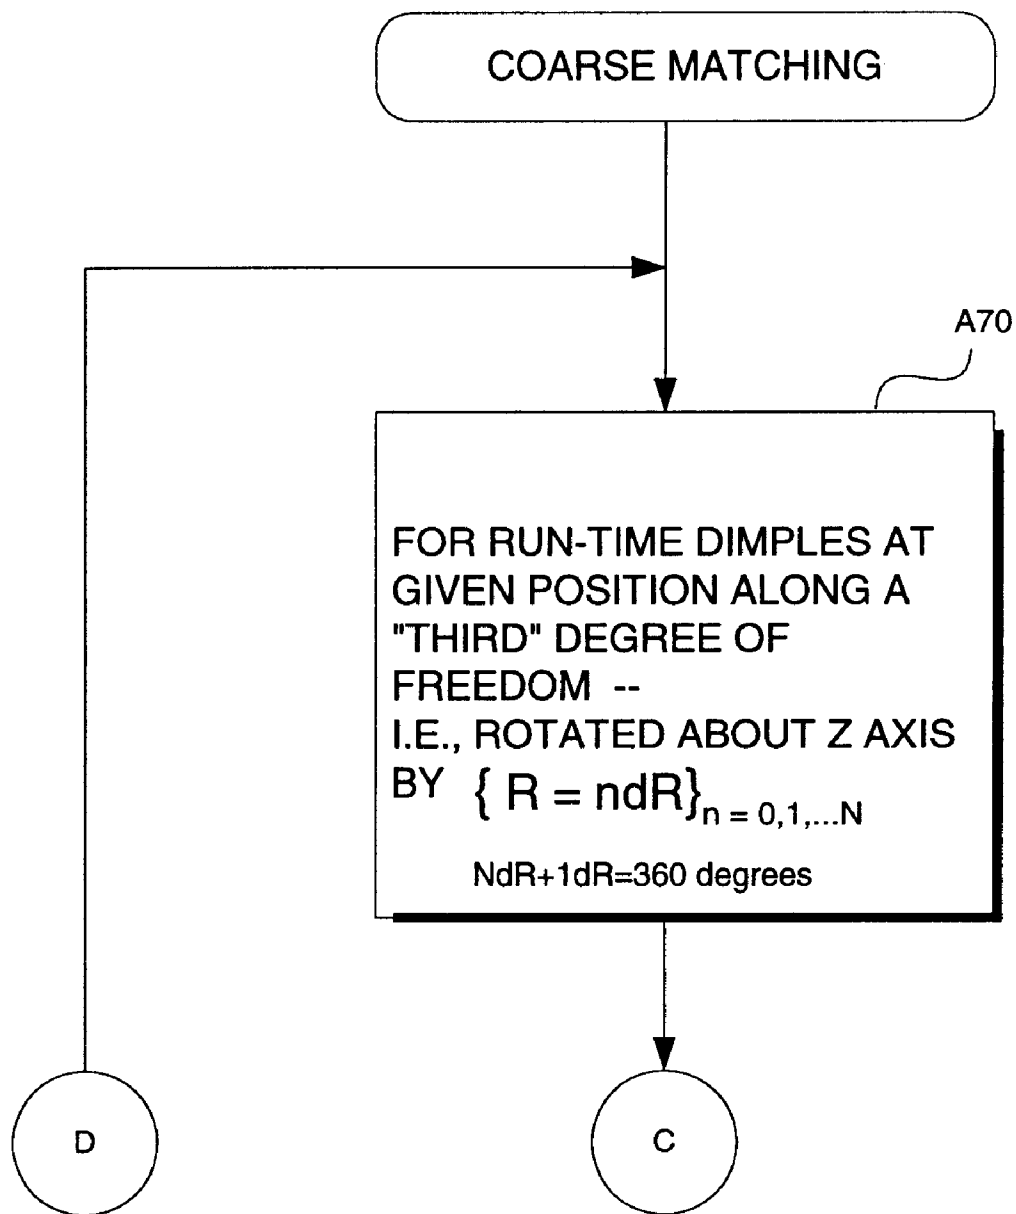 COARSE MATCHING
A70
FOR RUN-TIME DIMPLES AT
GIVEN POSITION ALONG A
"THIRD" DEGREE OF
FREEDOM --
I.E., ROTATED ABOUT Z AXIS
BY { R = ndR}n = 0,1,...N
NdR+1dR=360 degrees
D
C